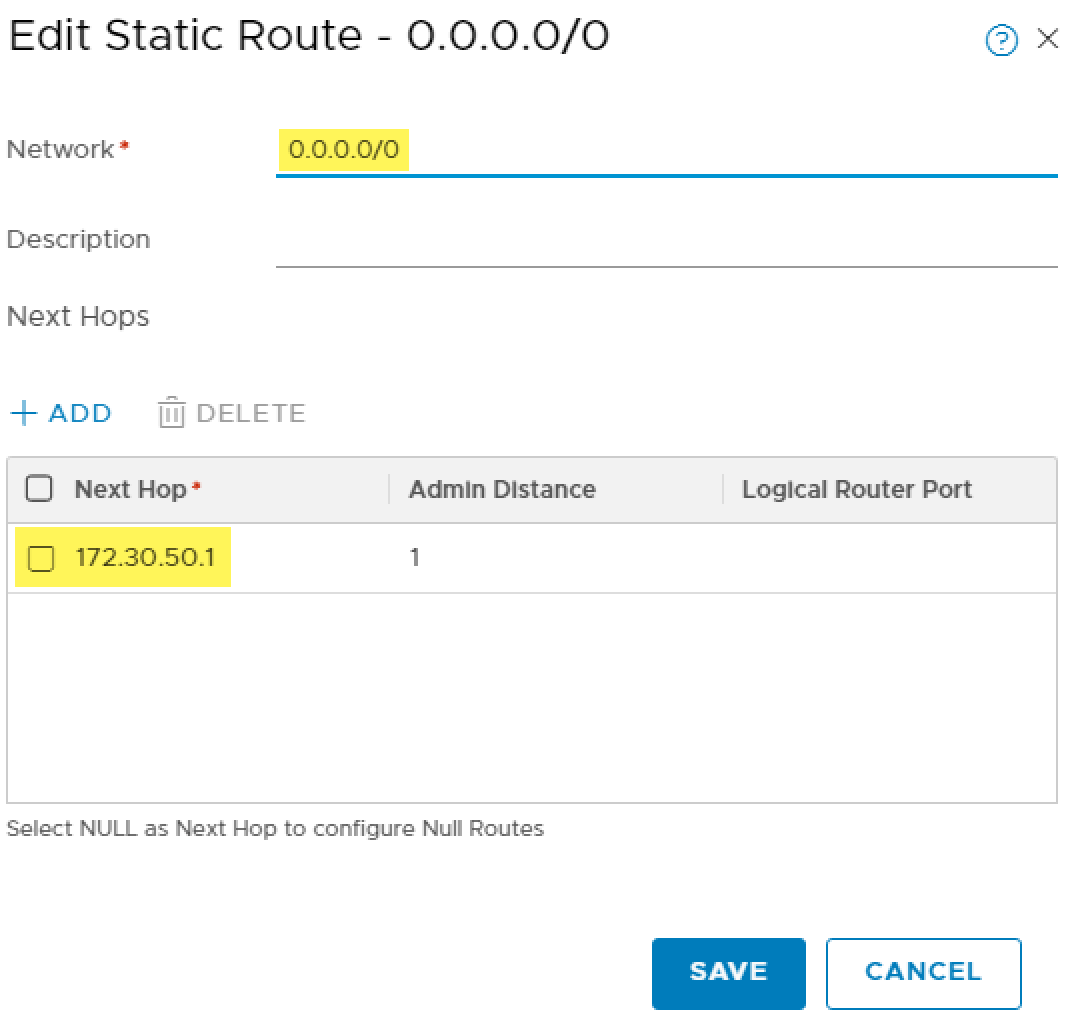 Edit Static Route - 0.0.0.0/0
Network*
0.0.0.0/0
Description
Next Hops
ADD DELETE
Next Hop* Admin Distance Logical Router Port
172.30.50.1 1
Select NULL as Next Hop to configure Null Routes
SAVE CANCEL